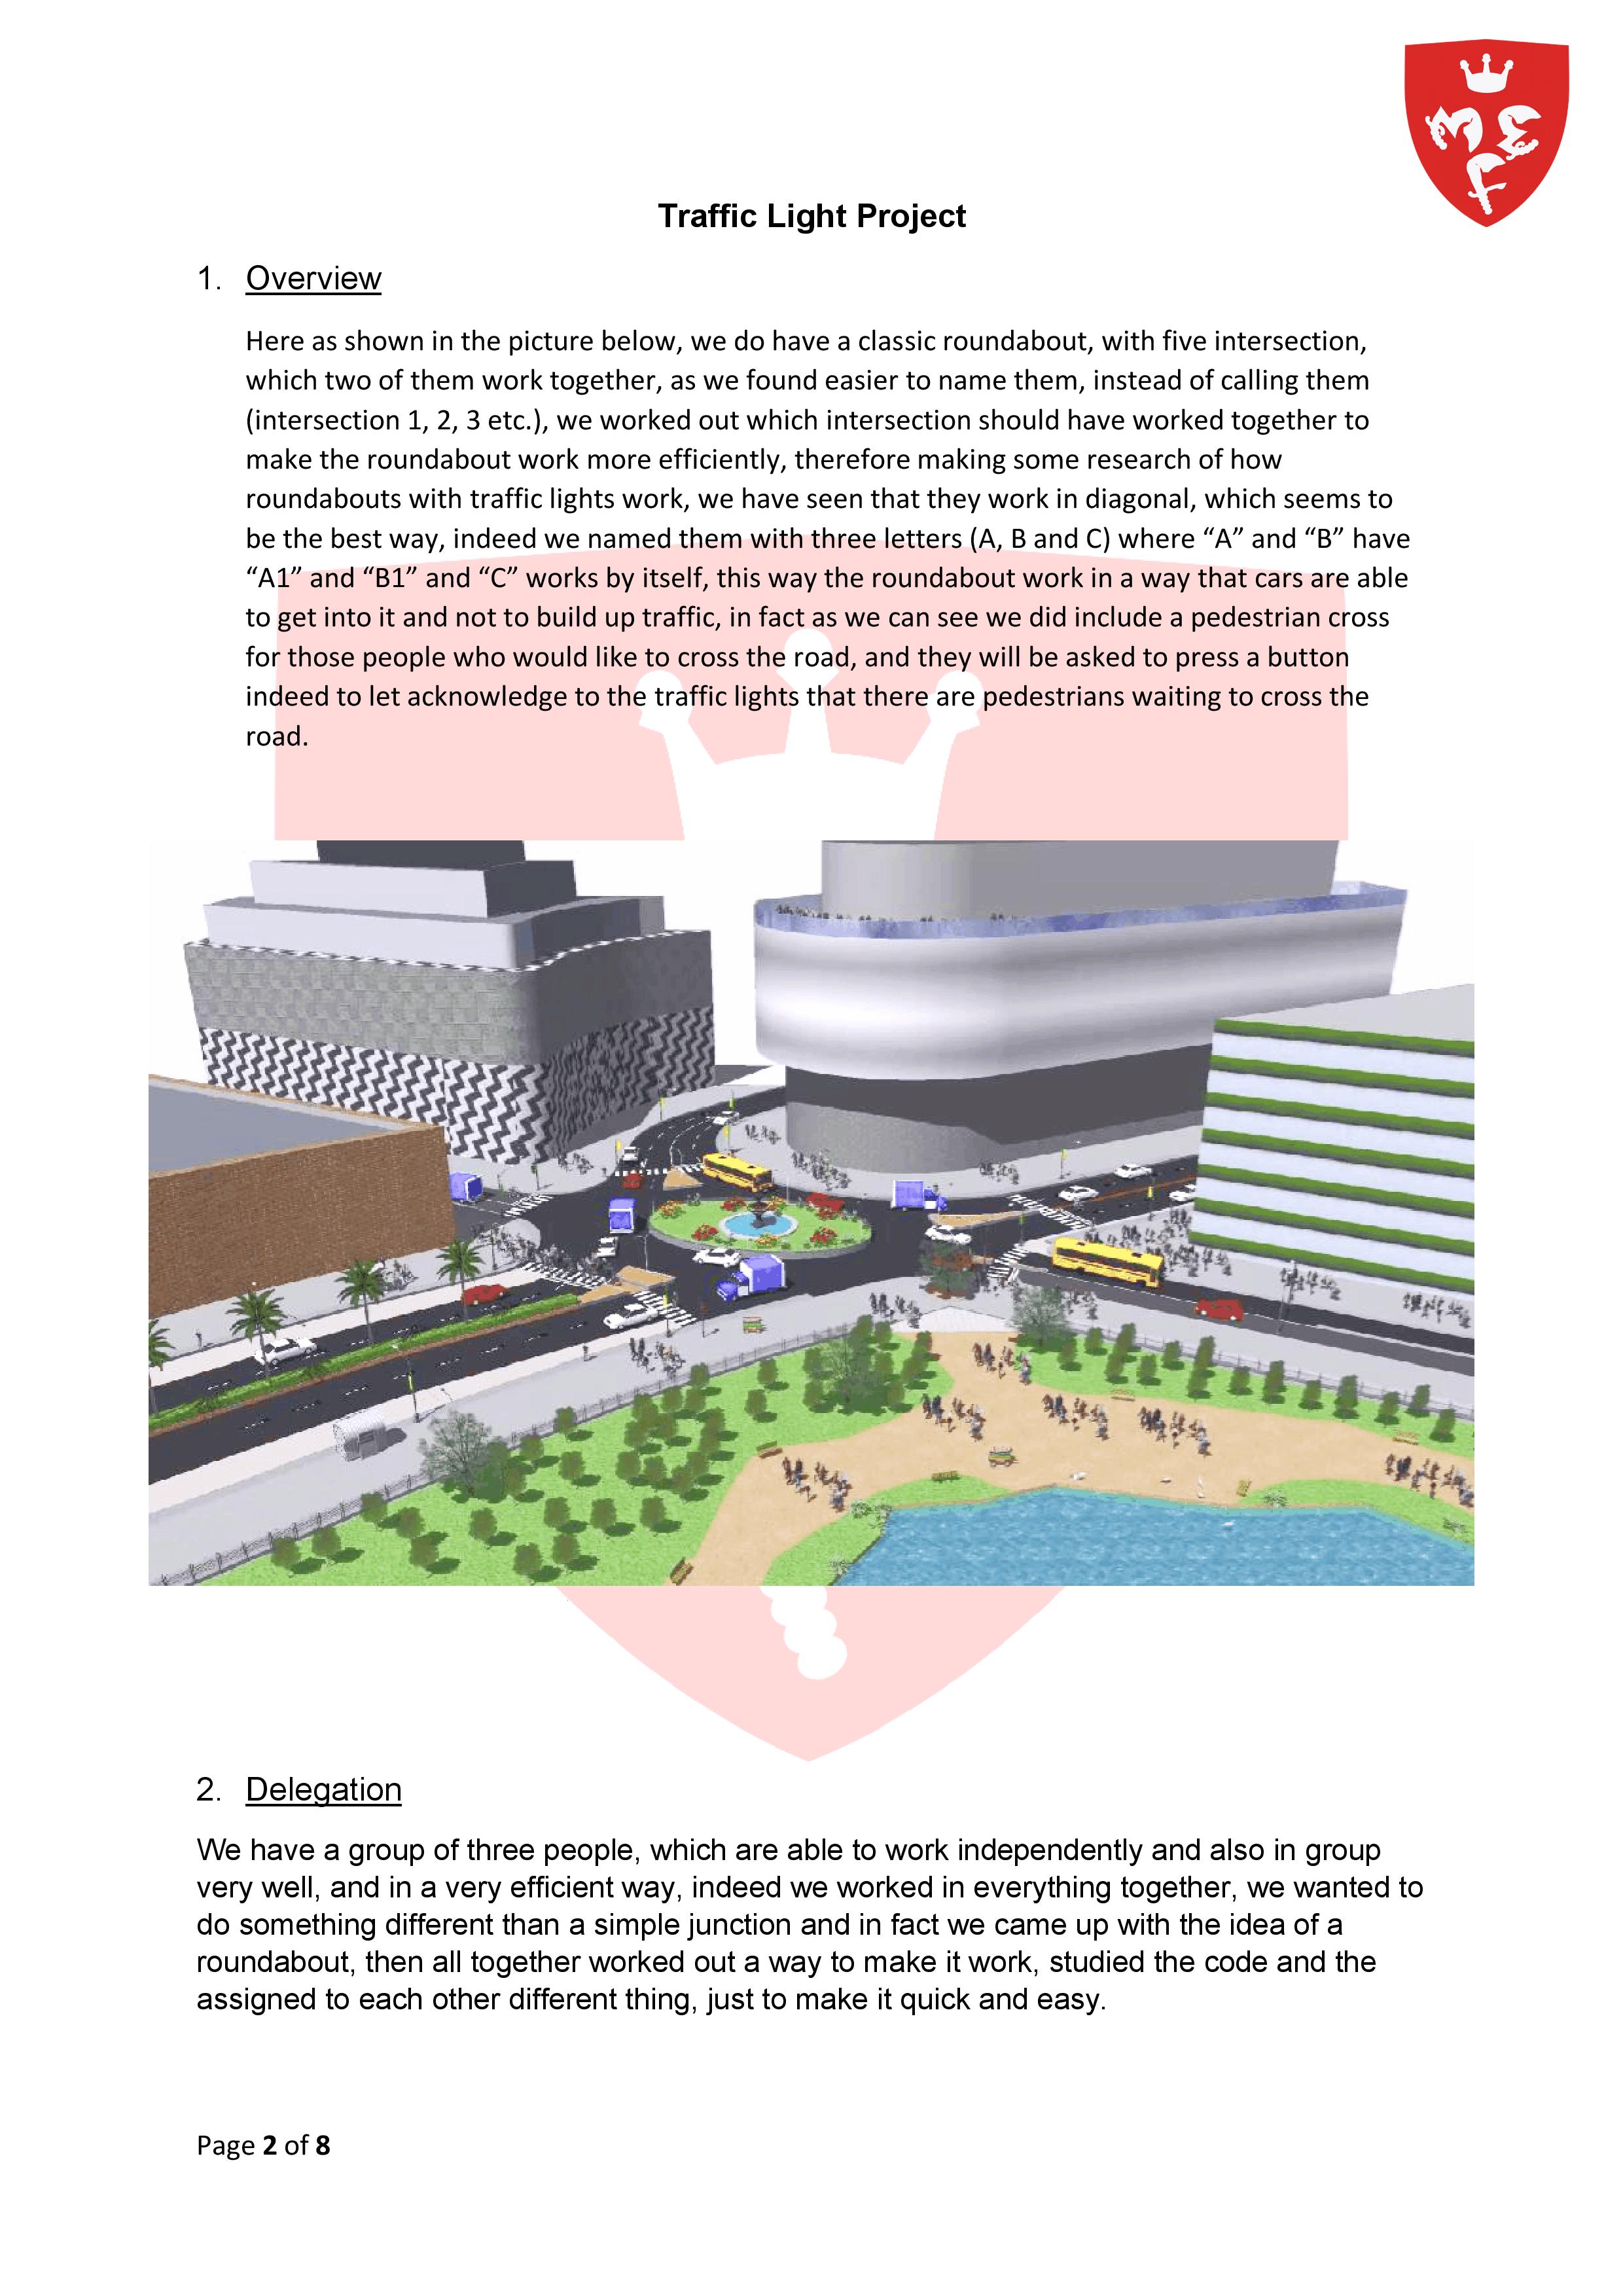 MEF
Traffic Light Project
1. Overview
Here as shown in the picture below, we do have a classic roundabout, with five intersection,
which two of them work together, as we found easier to name them, instead of calling them
(intersection 1, 2, 3 etc.), we worked out which intersection should have worked together to
make the roundabout work more efficiently, therefore making some research of how
roundabouts with traffic lights work, we have seen that they work in diagonal, which seems to
be the best way, indeed we named them with three letters (A, B and C) where “A” and “B” have
“A1” and “B1” and “C” works by itself, this way the roundabout work in a way that cars are able
to get into it and not to build up traffic, in fact as we can see we did include a pedestrian cross
for those people who would like to cross the road, and they will be asked to press a button
indeed to let acknowledge to the traffic lights that there are pedestrians waiting to cross the
road.
2. Delegation
We have a group of three people, which are able to work independently and also in group
very well, and in a very efficient way, indeed we worked in everything together, we wanted to
do something different than a simple junction and in fact we came up with the idea of a
roundabout, then all together worked out a way to make it work, studied the code and the
assigned to each other different thing, just to make it quick and easy.
Page 2 of 8